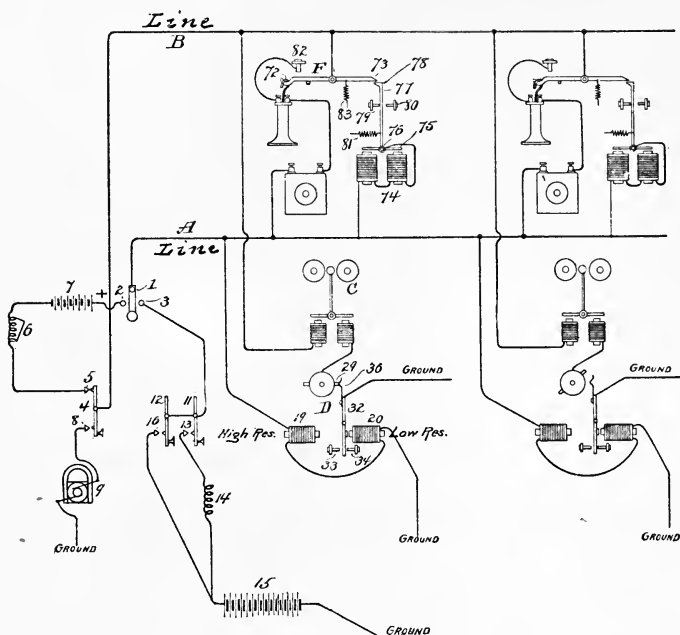 Line
B
82
72
F
73
78
77
79
80
83
81
76
75
74
A
Line
7
+
2
1
3
6
5
4
8
9
GROUND
12
11
16
13
14
15
GROUND
C
29
30
GROUND
D
32
19
20
High Res.
Low Res.
33
34
GROUND
GROUND
GROUND